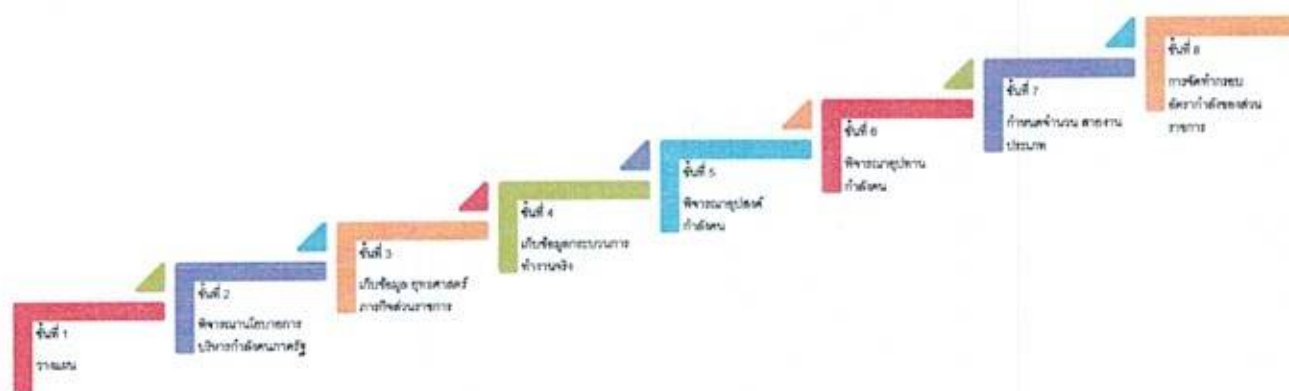 ขั้นที่ 1
วางแผน
ขั้นที่ 2
พิจารณานโยบายการ
บริหารกำลังคนภาครัฐ
ขั้นที่ 3
เก็บข้อมูล ยุทธศาสตร์
ภารกิจส่วนราชการ
ขั้นที่ 4
เก็บข้อมูลกระบวนการ
ทำงานจริง
ขั้นที่ 5
พิจารณาอุปสงค์
กำลังคน
ขั้นที่ 6
พิจารณาอุปทาน
กำลังคน
ขั้นที่ 7
กำหนดจำนวน สายงาน
ประเภท
ขั้นที่ 8
การจัดทำกรอบ
อัตรากำลังของส่วน
ราชการ